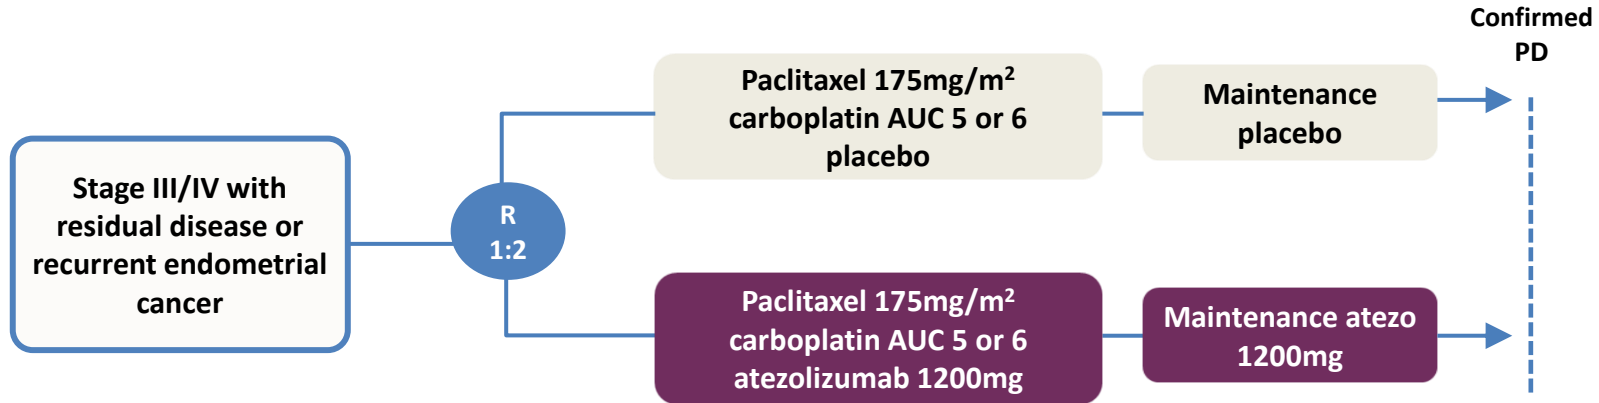 Stage III/IV with
residual disease or
recurrent endometrial
cancer
R
1:2
Paclitaxel 175mg/m²
carboplatin AUC 5 or 6
placebo
Maintenance
placebo
Paclitaxel 175mg/m²
carboplatin AUC 5 or 6
atezolizumab 1200mg
Maintenance atezo
1200mg
Confirmed
PD